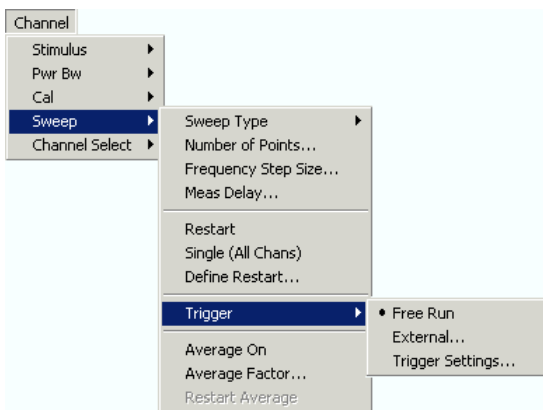 Channel
Stimulus
Pwr Bw
Cal
Sweep
Channel Select
Sweep Type
Number of Points...
Frequency Step Size...
Meas Delay...
Restart
Single (All Chans)
Define Restart...
Trigger
Average On
Average Factor...
Restart Average
Free Run
External...
Trigger Settings...